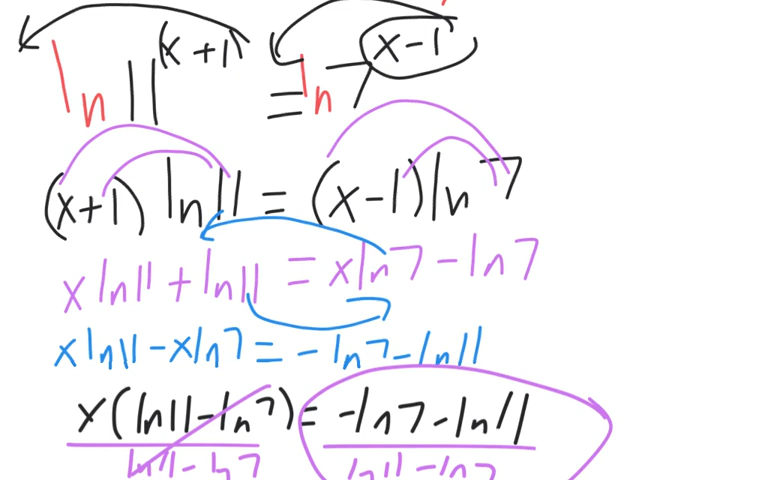 ln 11^(x+1) = ln 7^(x-1)
(x+1) ln 11 = (x-1) ln 7
x ln 11 + ln 11 = x ln 7 - ln 7
x ln 11 - x ln 7 = - ln 7 - ln 11
x (ln 11 - ln 7) = - ln 7 - ln 11
ln 11 - ln 7 ln 11 - ln 7